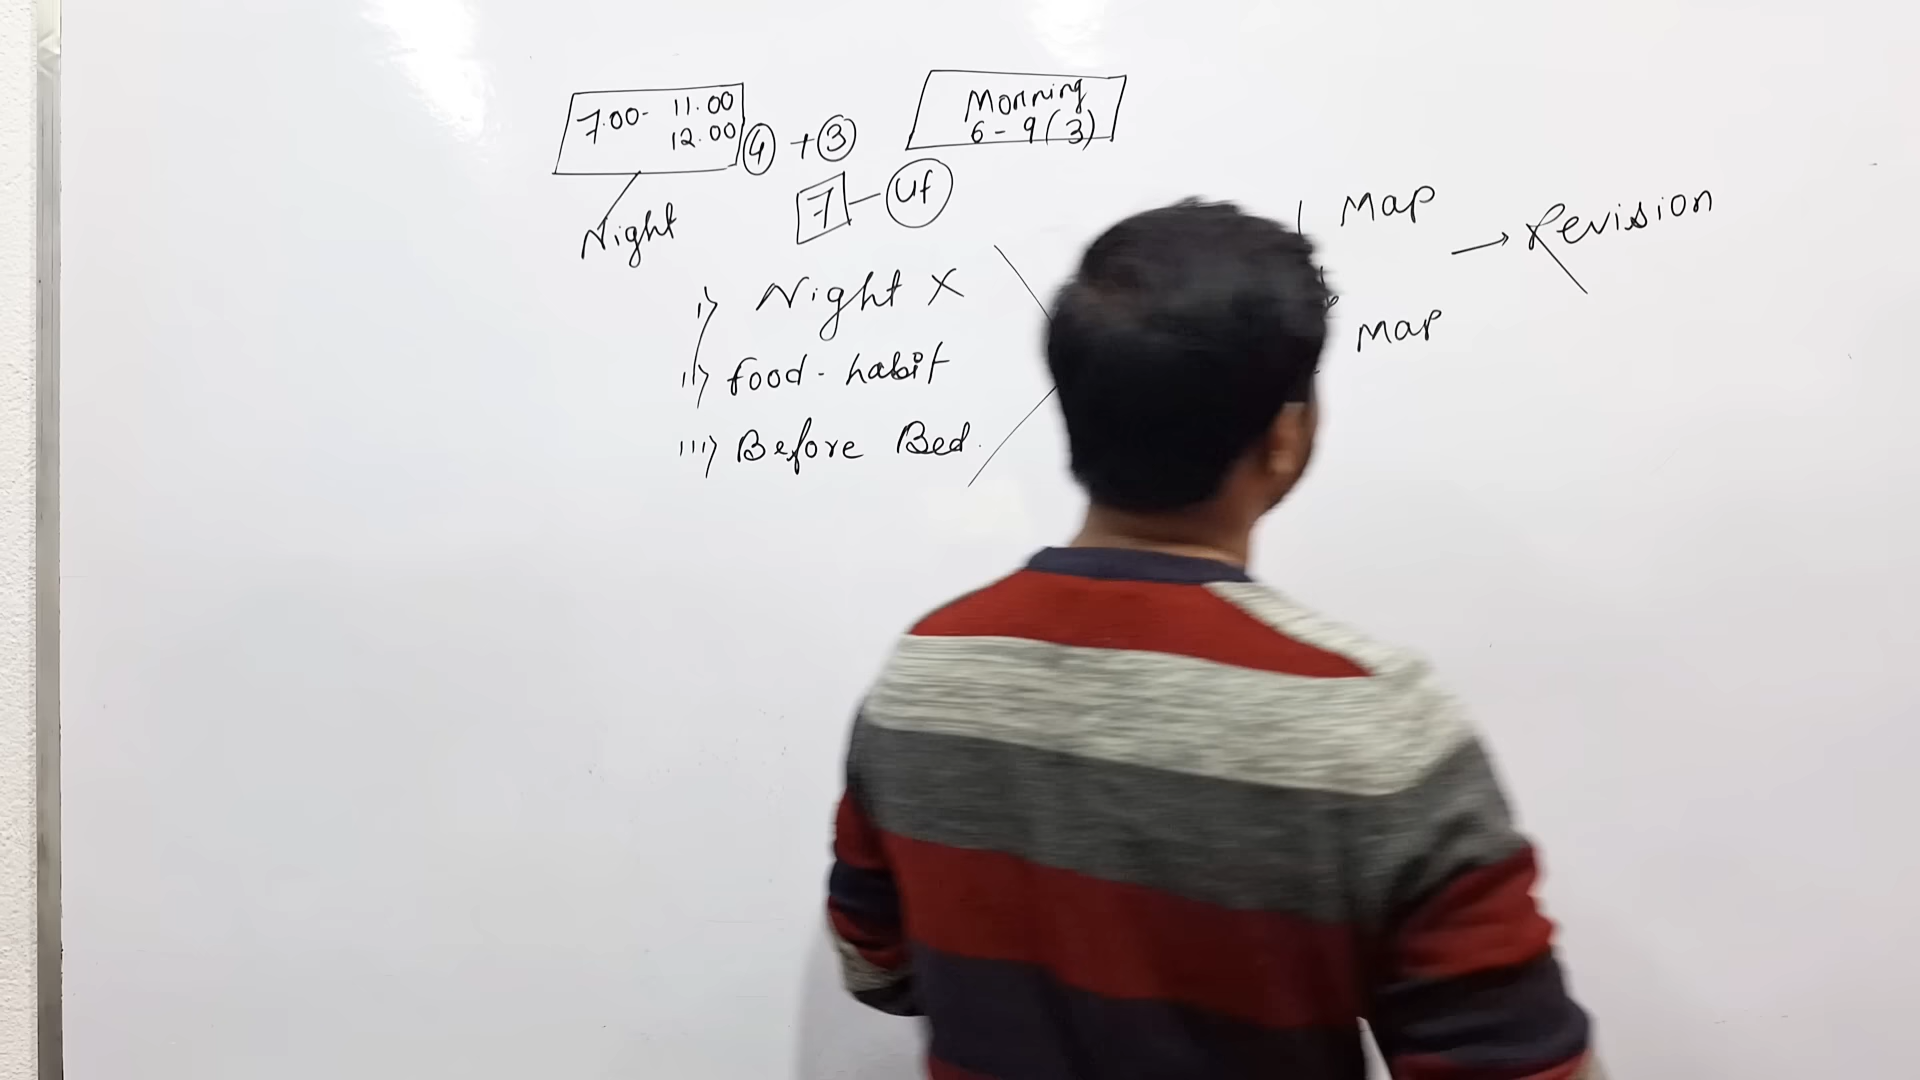 7.00- 11.00
12.00
4 + 3
Morning
6 - 9 (3)
7 - uf
Night
i) Night X
ii) food - habit
iii) Before Bed.
Map
→ Revision
Map